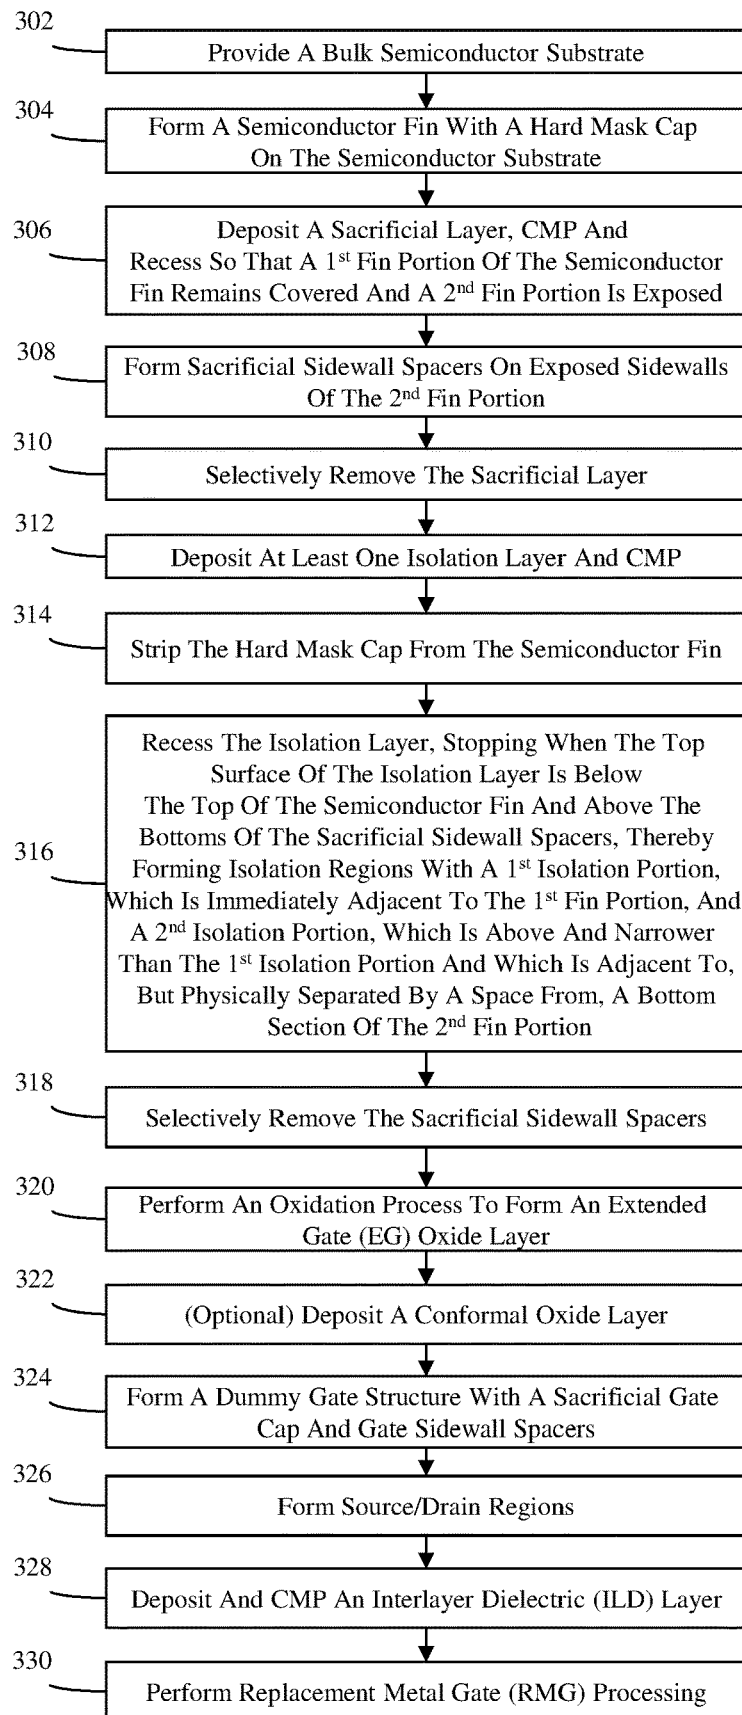 302
Provide A Bulk Semiconductor Substrate
304
Form A Semiconductor Fin With A Hard Mask Cap
On The Semiconductor Substrate
306
Deposit A Sacrificial Layer, CMP And
Recess So That A 1st Fin Portion Of The Semiconductor
Fin Remains Covered And A 2nd Fin Portion Is Exposed
308
Form Sacrificial Sidewall Spacers On Exposed Sidewalls
Of The 2nd Fin Portion
310
Selectively Remove The Sacrificial Layer
312
Deposit At Least One Isolation Layer And CMP
314
Strip The Hard Mask Cap From The Semiconductor Fin
316
Recess The Isolation Layer, Stopping When The Top
Surface Of The Isolation Layer Is Below
The Top Of The Semiconductor Fin And Above The
Bottoms Of The Sacrificial Sidewall Spacers, Thereby
Forming Isolation Regions With A 1st Isolation Portion,
Which Is Immediately Adjacent To The 1st Fin Portion, And
A 2nd Isolation Portion, Which Is Above And Narrower
Than The 1st Isolation Portion And Which Is Adjacent To,
But Physically Separated By A Space From, A Bottom
Section Of The 2nd Fin Portion
318
Selectively Remove The Sacrificial Sidewall Spacers
320
Perform An Oxidation Process To Form An Extended
Gate (EG) Oxide Layer
322
(Optional) Deposit A Conformal Oxide Layer
324
Form A Dummy Gate Structure With A Sacrificial Gate
Cap And Gate Sidewall Spacers
326
Form Source/Drain Regions
328
Deposit And CMP An Interlayer Dielectric (ILD) Layer
330
Perform Replacement Metal Gate (RMG) Processing